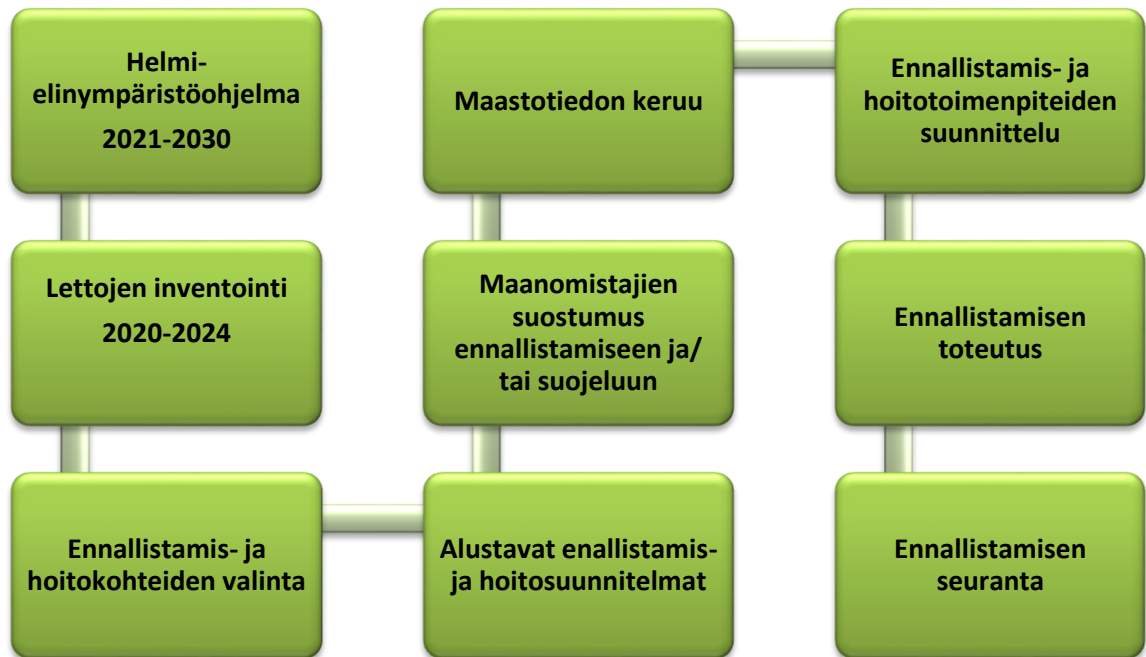 Helmi-
elinympäristöohjelma
2021-2030
Lettojen inventointi
2020-2024
Ennallistamis- ja
hoitokohteiden valinta
Alustavat enallistamis-
ja hoitosuunnitelmat
Maanomistajien
suostumus
ennallistamiseen ja/
tai suojeluun
Maastotiedon keruu
Ennallistamis- ja
hoitotoimenpiteiden
suunnittelu
Ennallistamisen
toteutus
Ennallistamisen
seuranta